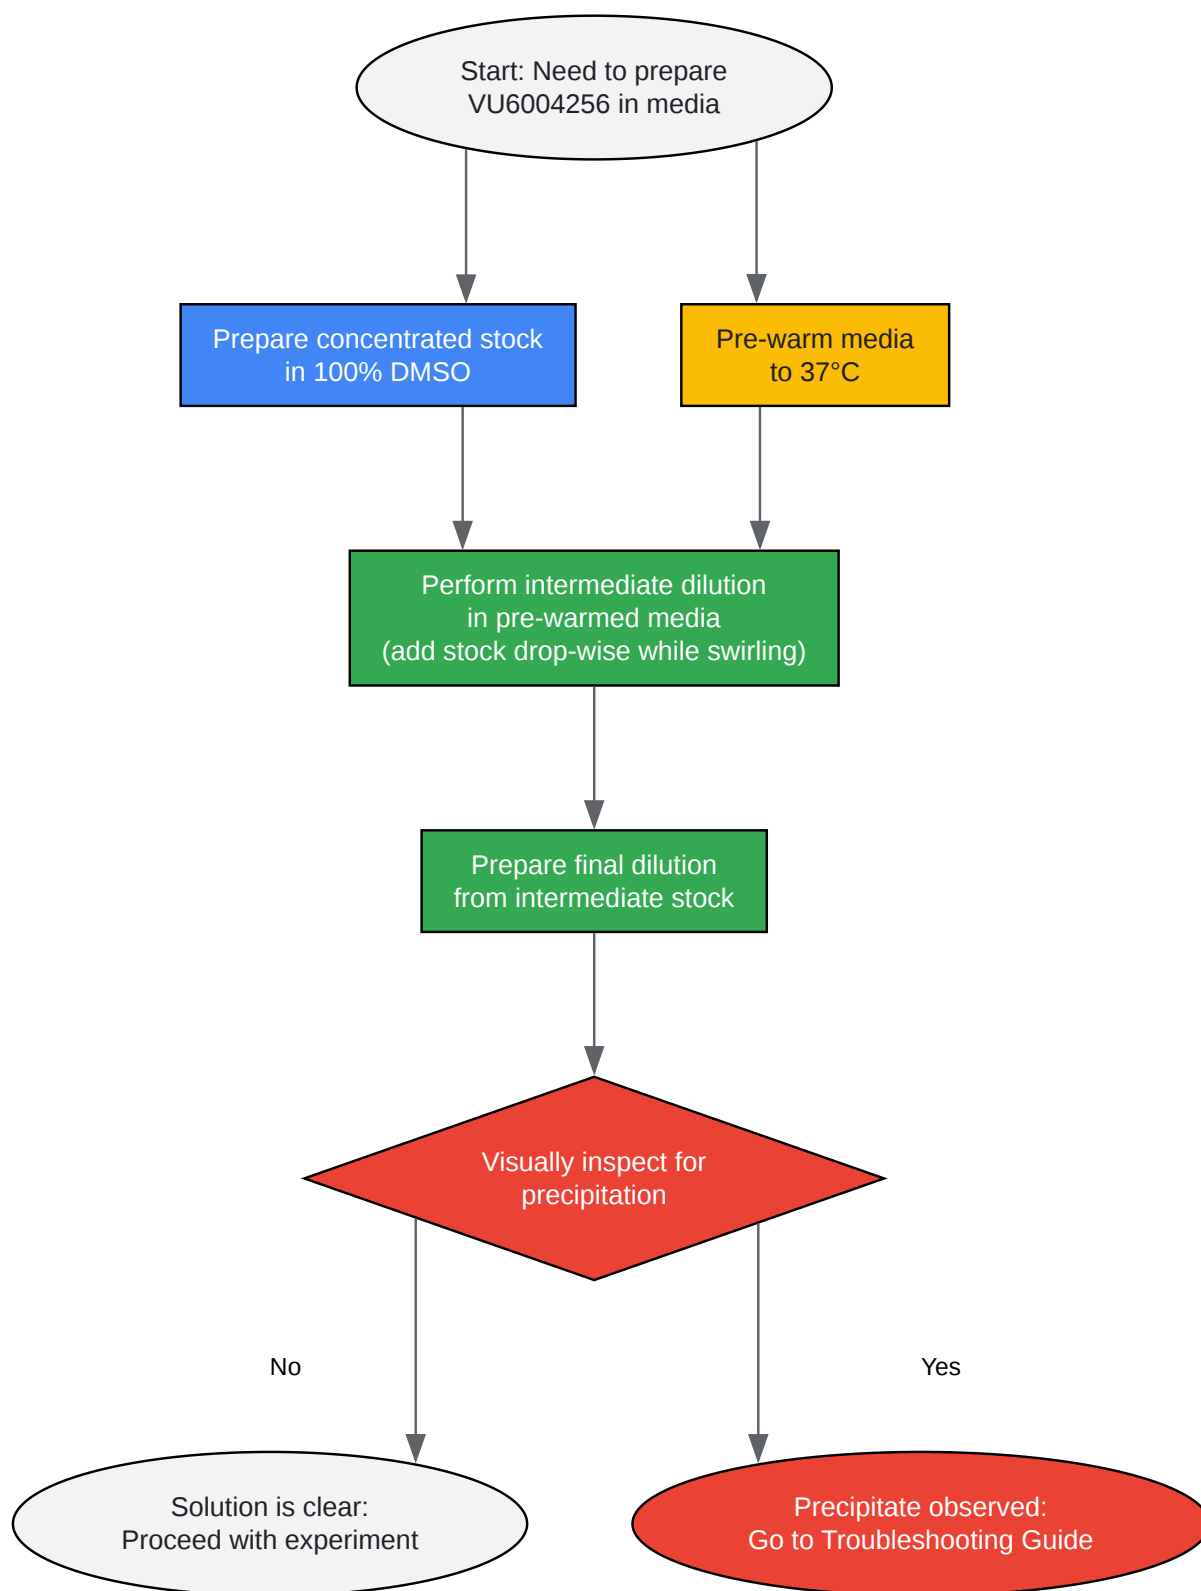 Start: Need to prepare
VU6004256 in media
Prepare concentrated stock
in 100% DMSO
Pre-warm media
to 37°C
Perform intermediate dilution
in pre-warmed media
(add stock drop-wise while swirling)
Prepare final dilution
from intermediate stock
Visually inspect for
precipitation
No
Yes
Solution is clear:
Proceed with experiment
Precipitate observed:
Go to Troubleshooting Guide